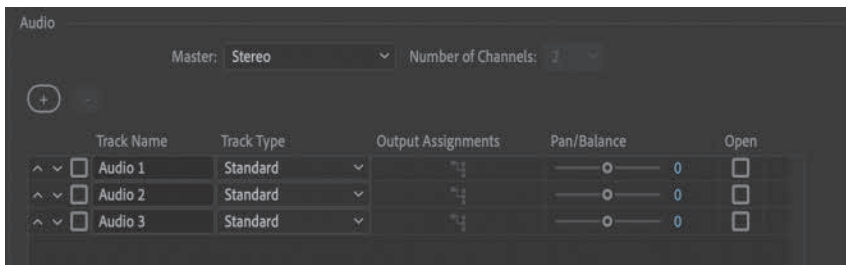 Audio
Master: Stereo Number of Channels: 2
+ -
Track Name Track Type Output Assignments Pan/Balance Open
Audio 1 Standard 0
Audio 2 Standard 0
Audio 3 Standard 0